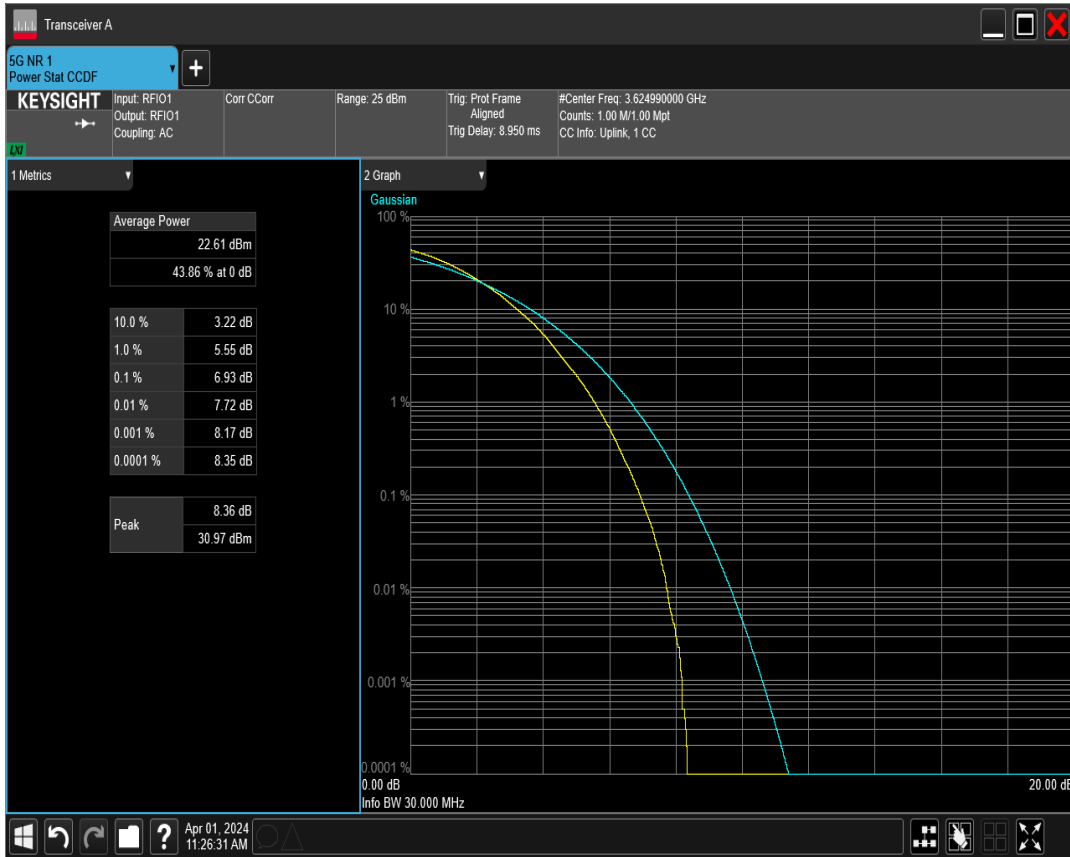 Transceiver A
5G NR 1
Power Stat CCDF
KEYSIGHT
LXI
Input: RFIO1
Output: RFIO1
Coupling: AC
Corr CCorr
Range: 25 dBm
Trig: Prot Frame
Aligned
Trig Delay: 8.950 ms
#Center Freq: 3.624990000 GHz
Counts: 1.00 M/1.00 Mpt
CC Info: Uplink, 1 CC
1 Metrics
Average Power
22.61 dBm
43.86 % at 0 dB
10.0 % 3.22 dB
1.0 % 5.55 dB
0.1 % 6.93 dB
0.01 % 7.72 dB
0.001 % 8.17 dB
0.0001 % 8.35 dB
Peak
8.36 dB
30.97 dBm
2 Graph
Gaussian
100 %
10 %
1 %
0.1 %
0.01 %
0.001 %
0.0001 %
0.00 dB 20.00 dB
Info BW 30.000 MHz
?
Apr 01, 2024
11:26:31 AM